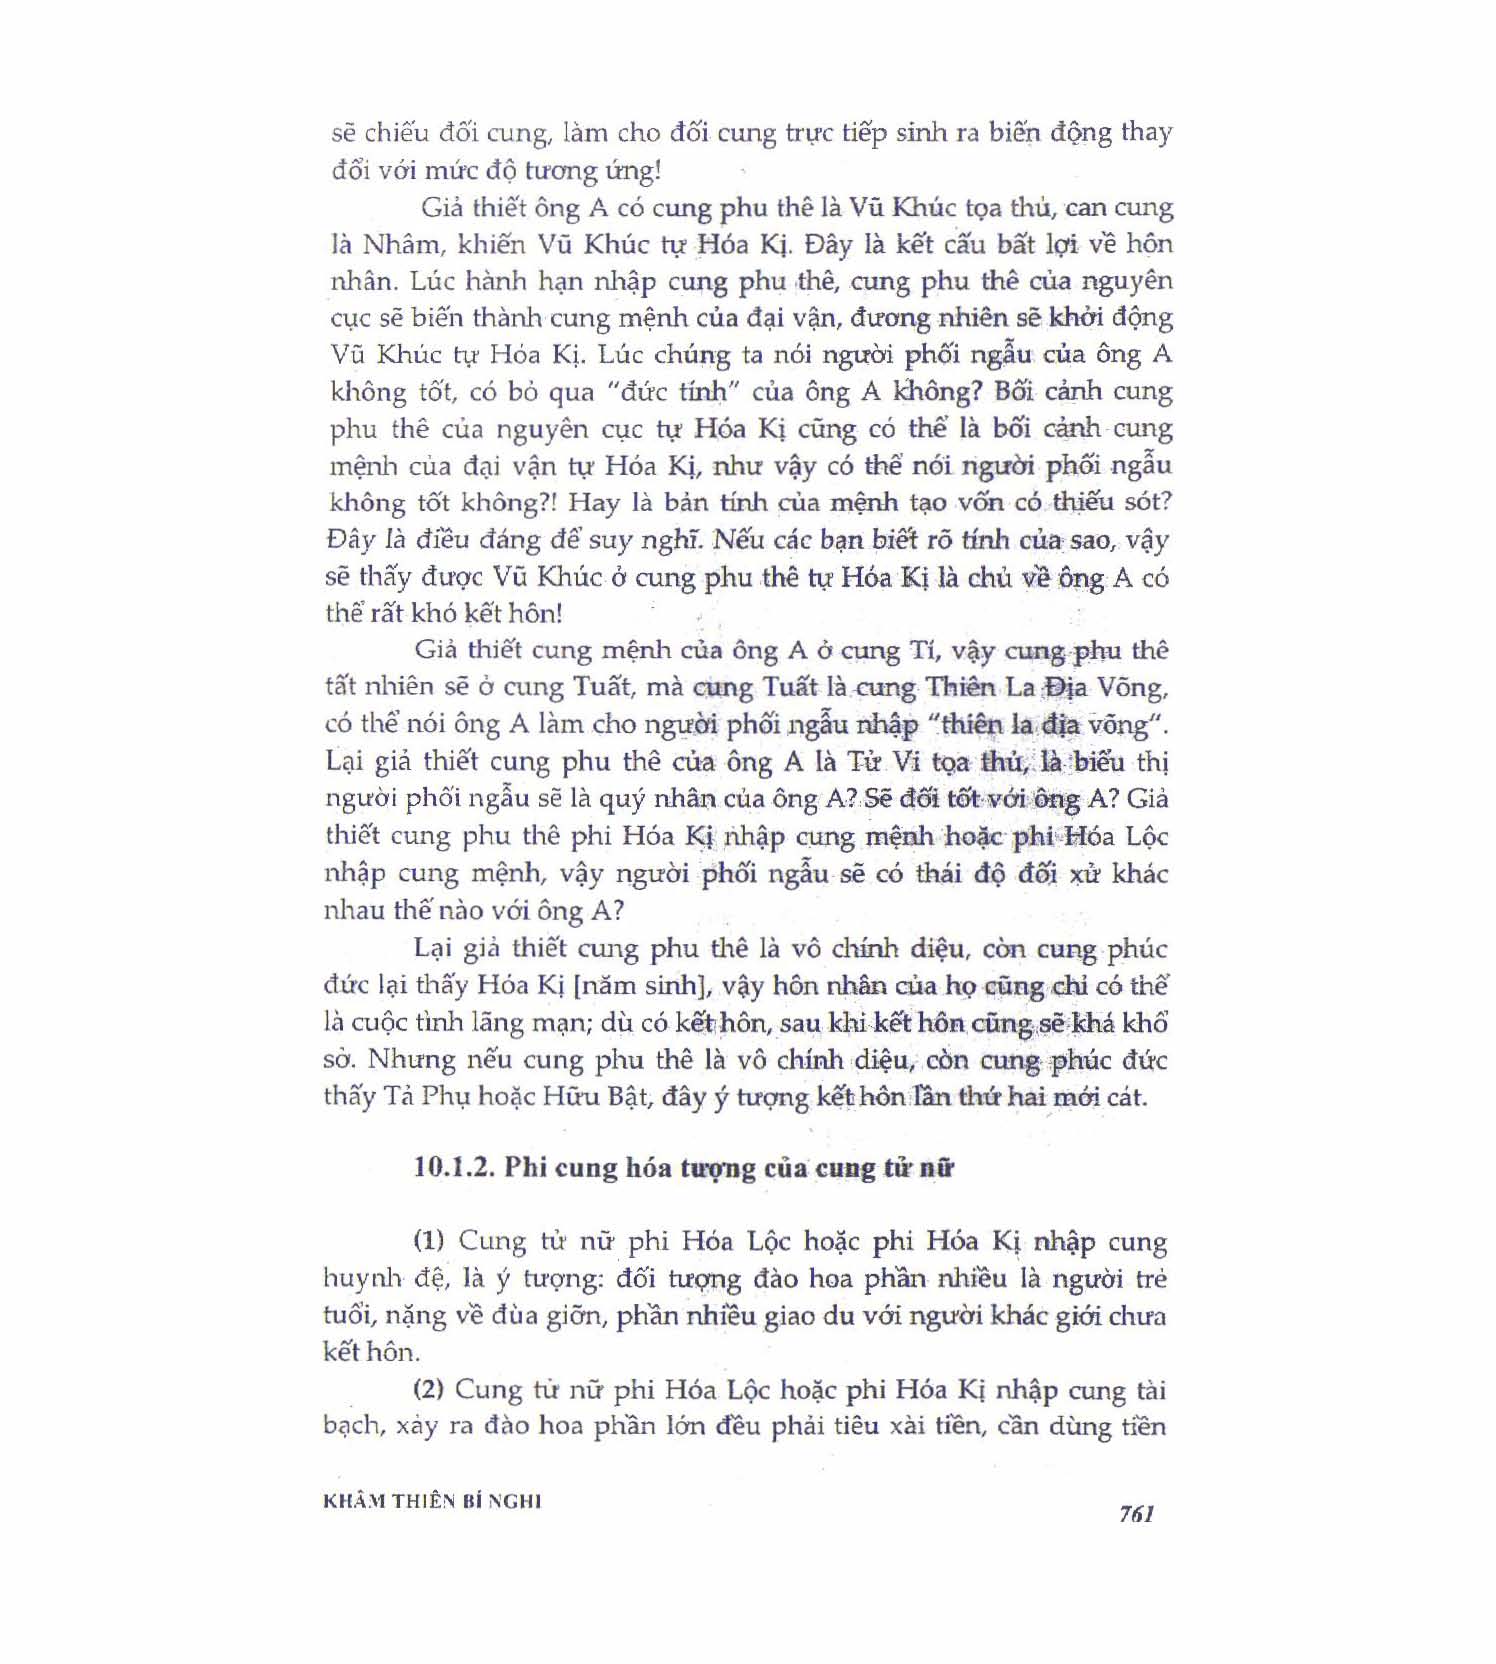 sẽ chiếu đối cung, làm cho đối cung trực tiếp sinh ra biến động thay
đổi với mức độ tương ứng!
Giả thiết ông A có cung phu thê là Vũ Khúc tọa thủ, can cung
là Nhâm, khiến Vũ Khúc tự Hóa Kị. Đây là kết cấu bất lợi về hôn
nhân. Lúc hành hạn nhập cung phu thê, cung phu thê của nguyên
cục sẽ biến thành cung mệnh của đại vận, đương nhiên sẽ khởi động
Vũ Khúc tự Hóa Kị. Lúc chúng ta nói người phối ngẫu của ông A
không tốt, có bỏ qua "đức tính" của ông A không? Bối cảnh cung
phu thê của nguyên cục tự Hóa Kị cũng có thể là bối cảnh cung
mệnh của đại vận tự Hóa Kị, như vậy có thể nói người phối ngẫu
không tốt không?! Hay là bản tính của mệnh tạo vốn có thiếu sót?
Đây là điều đáng để suy nghĩ. Nếu các bạn biết rõ tính của sao, vậy
sẽ thấy được Vũ Khúc ở cung phu thê tự Hóa Kị là chủ về ông A có
thể rất khó kết hôn!
Giả thiết cung mệnh của ông A ở cung Tí, vậy cung phu thê
tất nhiên sẽ ở cung Tuất, mà cung Tuất là cung Thiên La Địa Võng,
có thể nói ông A làm cho người phối ngẫu nhập "thiên la địa võng".
Lại giả thiết cung phu thê của ông A là Tử Vi tọa thủ, là biểu thị
người phối ngẫu sẽ là quý nhân của ông A? Sẽ đối tốt với ông A? Giả
thiết cung phu thê phi Hóa Kị nhập cung mệnh hoặc phi Hóa Lộc
nhập cung mệnh, vậy người phối ngẫu sẽ có thái độ đối xử khác
nhau thế nào với ông A?
Lại giả thiết cung phu thê là vô chính diệu, còn cung phúc
đức lại thấy Hóa Kị [năm sinh], vậy hôn nhân của họ cũng chỉ có thể
là cuộc tình lãng mạn; dù có kết hôn, sau khi kết hôn cũng sẽ khá khổ
sở. Nhưng nếu cung phu thê là vô chính diệu, còn cung phúc đức
thấy Tả Phụ hoặc Hữu Bật, đây ý tượng kết hôn lần thứ hai mới cát.
10.1.2. Phi cung hóa tượng của cung tử nữ
(1) Cung tử nữ phi Hóa Lộc hoặc phi Hóa Kị nhập cung
huynh đệ, là ý tượng: đối tượng đào hoa phần nhiều là người trẻ
tuổi, nặng về đùa giỡn, phần nhiều giao du với người khác giới chưa
kết hôn.
(2) Cung tử nữ phi Hóa Lộc hoặc phi Hóa Kị nhập cung tài
bạch, xảy ra đào hoa phần lớn đều phải tiêu xài tiền, cần dùng tiền
KHÂM THIÊN BÍ NGHI
761